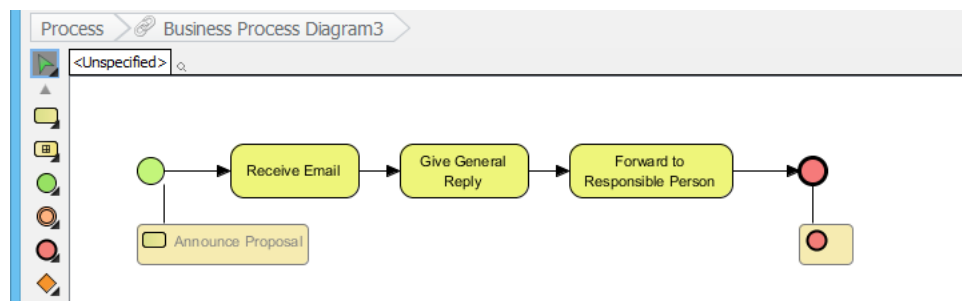 Process Business Process Diagram3
<Unspecified>
Receive Email
Give General
Reply
Forward to
Responsible Person
Announce Proposal